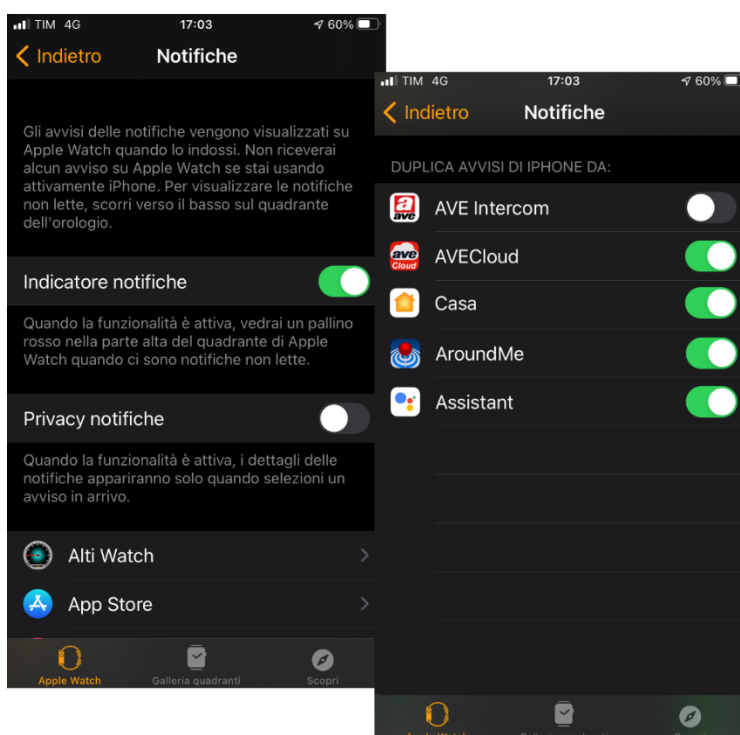 TIM 4G 17:03 60%
Indietro Notifiche
Gli avvisi delle notifiche vengono visualizzati su
Apple Watch quando lo indossi. Non riceverai
alcun avviso su Apple Watch se stai usando
attivamente iPhone. Per visualizzare le notifiche
non lette, scorri verso il basso sul quadrante
dell'orologio.
Indicatore notifiche
Quando la funzionalità è attiva, vedrai un pallino
rosso nella parte alta del quadrante di Apple
Watch quando ci sono notifiche non lette.
Privacy notifiche
Quando la funzionalità è attiva, i dettagli delle
notifiche appariranno solo quando selezioni un
avviso in arrivo.
Alti Watch
App Store
Apple Watch Galleria quadranti Scopri
TIM 4G 17:03 60%
Indietro Notifiche
DUPLICA AVVISI DI IPHONE DA:
a
ave
AVE Intercom
ave
Cloud
AVECloud
Casa
AroundMe
Assistant